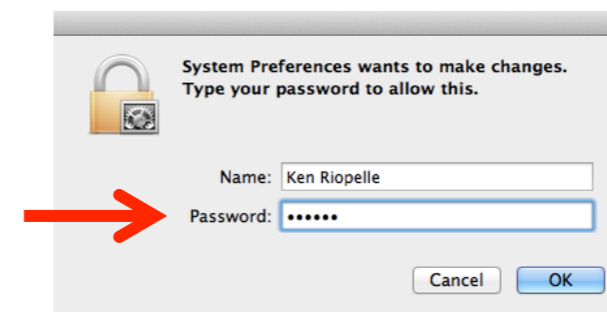 System Preferences wants to make changes.
Type your password to allow this.
Name: Ken Riopelle
Password: ••••••
Cancel OK